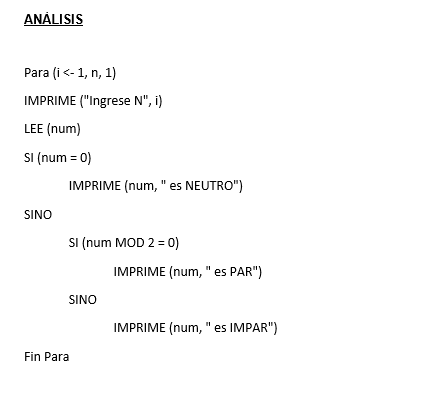 ANÁLISIS
Para (i <- 1, n, 1)
IMPRIME ("Ingrese N", i)
LEE (num)
SI (num = 0)
IMPRIME (num, " es NEUTRO")
SINO
SI (num MOD 2 = 0)
IMPRIME (num, " es PAR")
SINO
IMPRIME (num, " es IMPAR")
Fin Para